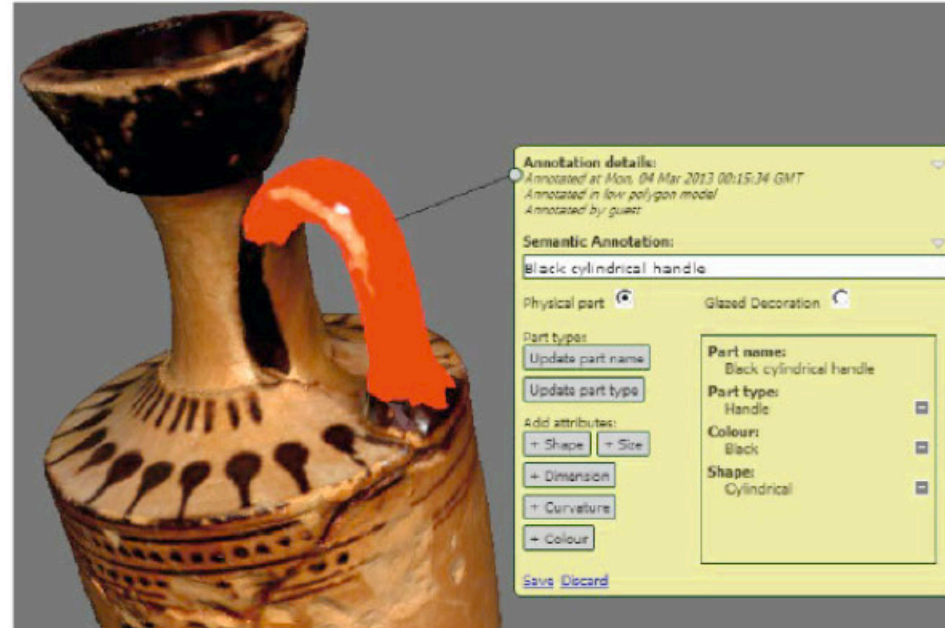 Annotation details:
Annotated at Mon, 04 Mar 2013 00:15:34 GMT
Annotated in low polygon model
Annotated by guest
Semantic Annotation:
Black cylindrical handle
Physical part
Glazed Decoration
Part type:
Update part name
Update part type
Add attributes:
+ Shape + Size
+ Dimension
+ Curvature
+ Colour
Part name:
Black cylindrical handle
Part type:
Handle
Colour:
Black
Shape:
Cylindrical
Save Discard